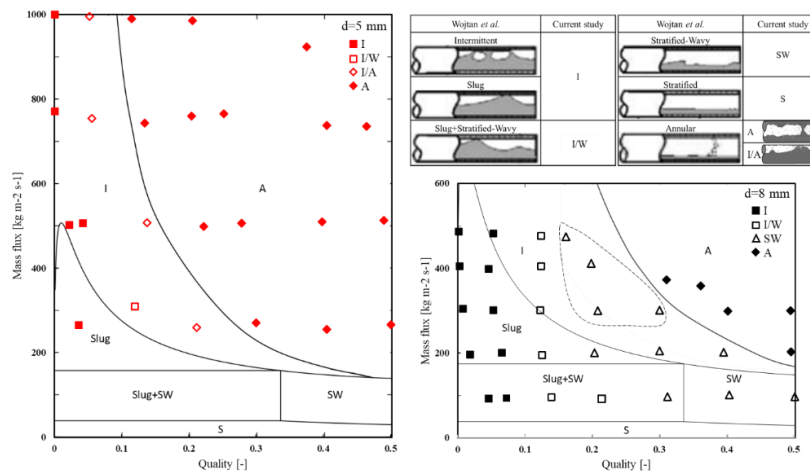 d=5 mm
I
I/W
I/A
A
1000
800
600
400
200
0
Mass flux [kg m-2 s-1]
I
A
Slug
Slug+SW
SW
S
0
0.1
0.2
0.3
0.4
0.5
Quality [-]
Wojtan et al.
Current study
Wojtan et al.
Current study
Intermittent
I
Stratified-Wavy
SW
Slug
Stratified
S
Slug+Stratified-Wavy
I/W
Annular
A
I/A
d=8 mm
I
I/W
SW
A
600
400
200
0
Mass flux [kg m-2 s-1]
I
A
Slug
Slug+SW
SW
S
0
0.1
0.2
0.3
0.4
0.5
Quality [-]